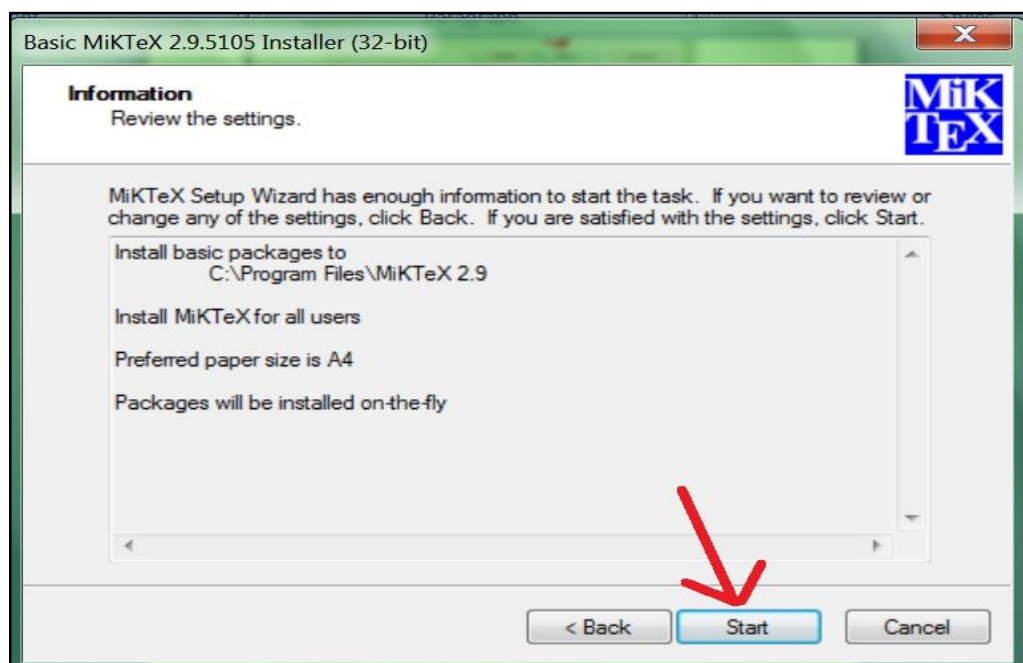 Basic MiKTeX 2.9.5105 Installer (32-bit)
Information
Review the settings.
MiK
TEX
MiKTeX Setup Wizard has enough information to start the task. If you want to review or
change any of the settings, click Back. If you are satisfied with the settings, click Start.
Install basic packages to
C:\Program Files\MiKTeX 2.9
Install MiKTeX for all users
Preferred paper size is A4
Packages will be installed on-the-fly
< Back
Start
Cancel